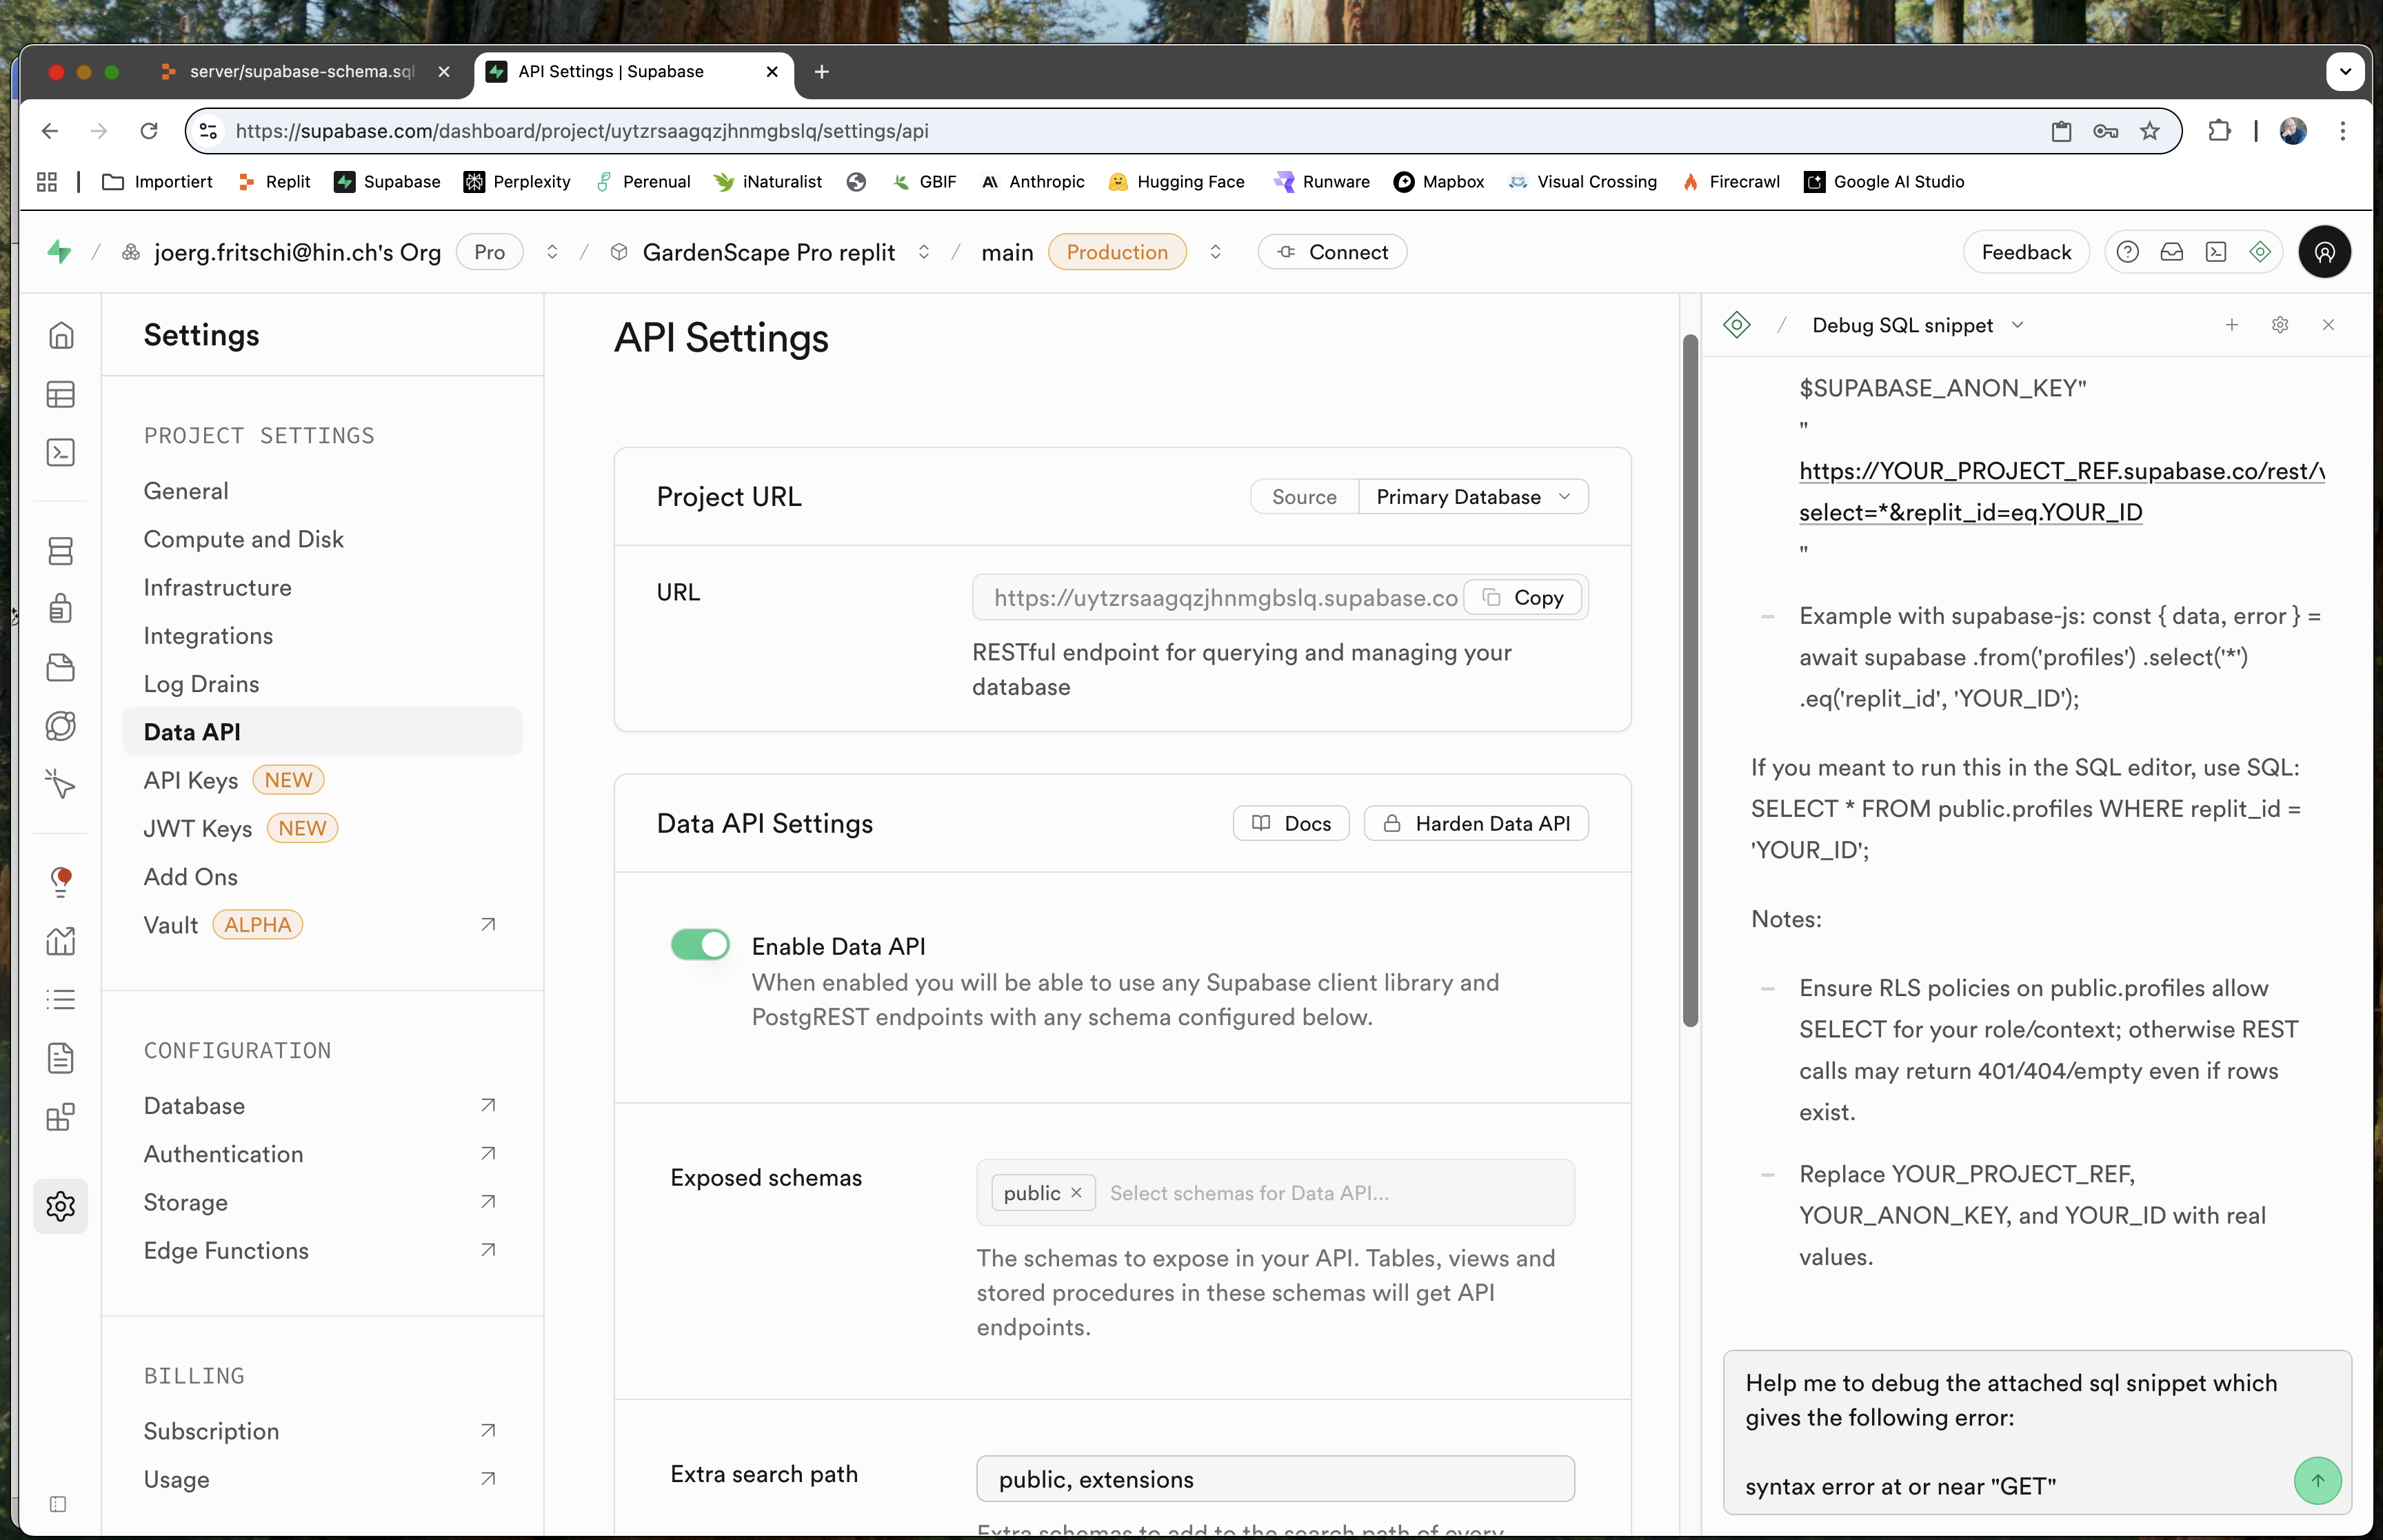 server/supabase-schema.sql
API Settings | Supabase
https://supabase.com/dashboard/project/uytzrsaagqzjhnmgbslq/settings/api
Importiert
Replit
Supabase
Perplexity
Perenual
iNaturalist
GBIF
Anthropic
Hugging Face
Runware
Mapbox
Visual Crossing
Firecrawl
Google AI Studio
joerg.fritschi@hin.ch's Org
Pro
GardenScape Pro replit
main
Production
Connect
Feedback
Settings
PROJECT SETTINGS
General
Compute and Disk
Infrastructure
Integrations
Log Drains
Data API
API Keys NEW
JWT Keys NEW
Add Ons
Vault ALPHA
CONFIGURATION
Database
Authentication
Storage
Edge Functions
BILLING
Subscription
Usage
API Settings
Project URL
Source
Primary Database
URL
https://uytzrsaagqzjhnmgbslq.supabase.co
Copy
RESTful endpoint for querying and managing your
database
Data API Settings
Docs
Harden Data API
Enable Data API
When enabled you will be able to use any Supabase client library and
PostgREST endpoints with any schema configured below.
Exposed schemas
public
Select schemas for Data API...
The schemas to expose in your API. Tables, views and
stored procedures in these schemas will get API
endpoints.
Extra search path
public, extensions
Extra schemas to add to the search path of every
/ Debug SQL snippet
$SUPABASE_ANON_KEY"
"
https://YOUR_PROJECT_REF.supabase.co/rest/v
select=*&replit_id=eq.YOUR_ID
"
– Example with supabase-js: const { data, error } =
await supabase .from('profiles') .select('*')
.eq('replit_id', 'YOUR_ID');
If you meant to run this in the SQL editor, use SQL:
SELECT * FROM public.profiles WHERE replit_id =
'YOUR_ID';
Notes:
– Ensure RLS policies on public.profiles allow
SELECT for your role/context; otherwise REST
calls may return 401/404/empty even if rows
exist.
– Replace YOUR_PROJECT_REF,
YOUR_ANON_KEY, and YOUR_ID with real
values.
Help me to debug the attached sql snippet which
gives the following error:
syntax error at or near "GET"